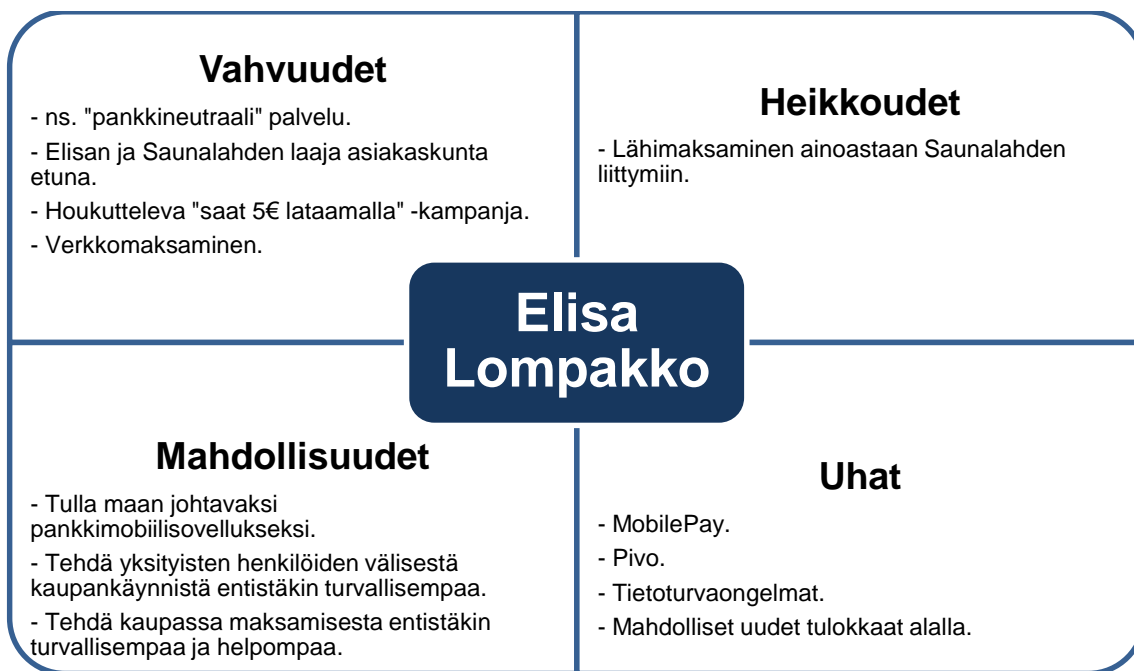 Vahvuudet
- ns. "pankkineutraali" palvelu.
- Elisan ja Saunalahden laaja asiakaskunta
etuna.
- Houkutteleva "saat 5€ lataamalla" -kampanja.
- Verkkomaksaminen.
Heikkoudet
- Lähimaksaminen ainoastaan Saunalahden
liittymiin.
Elisa
Lompakko
Mahdollisuudet
- Tulla maan johtavaksi
pankkimobiilisovellukseksi.
- Tehdä yksityisten henkilöiden välisestä
kaupankäynnistä entistäkin turvallisempaa.
- Tehdä kaupassa maksamisesta entistäkin
turvallisempaa ja helpompaa.
Uhat
- MobilePay.
- Pivo.
- Tietoturvaongelmat.
- Mahdolliset uudet tulokkaat alalla.